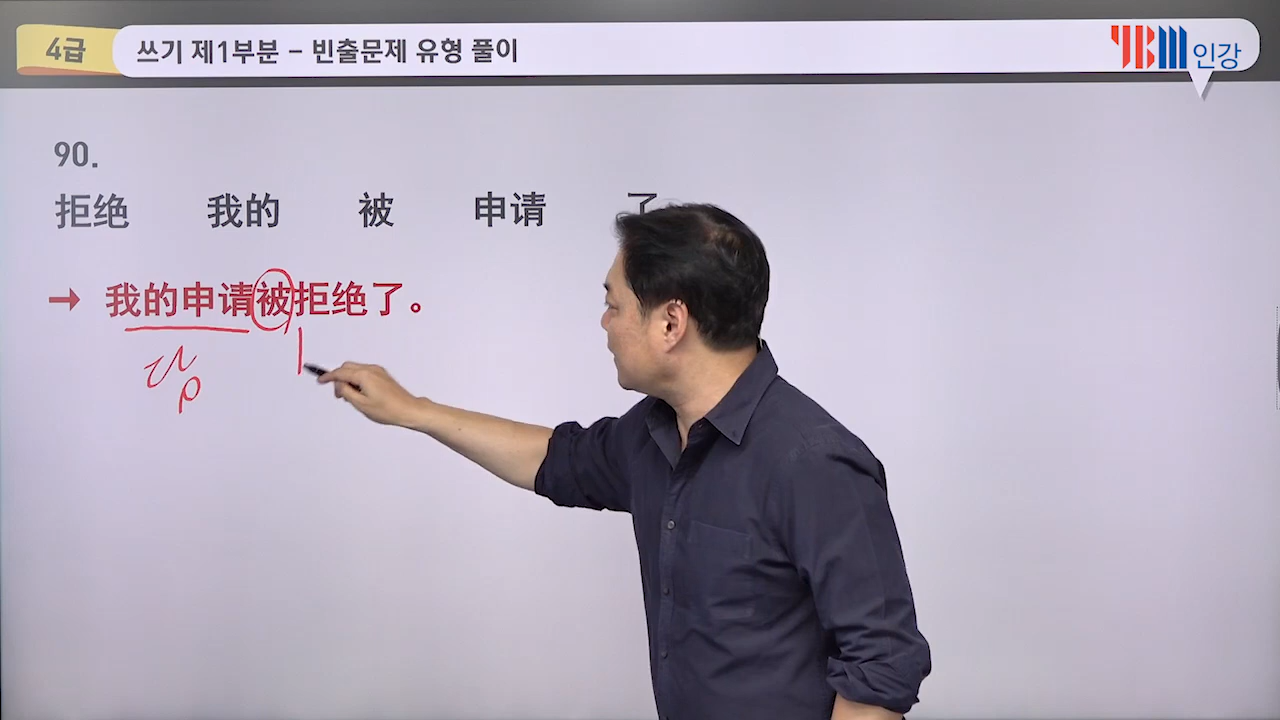 4급 쓰기 제1부분 – 빈출문제 유형 풀이 YBM 인강
90.
拒绝 我的 被 申请 了
→ 我的申请被拒绝了。